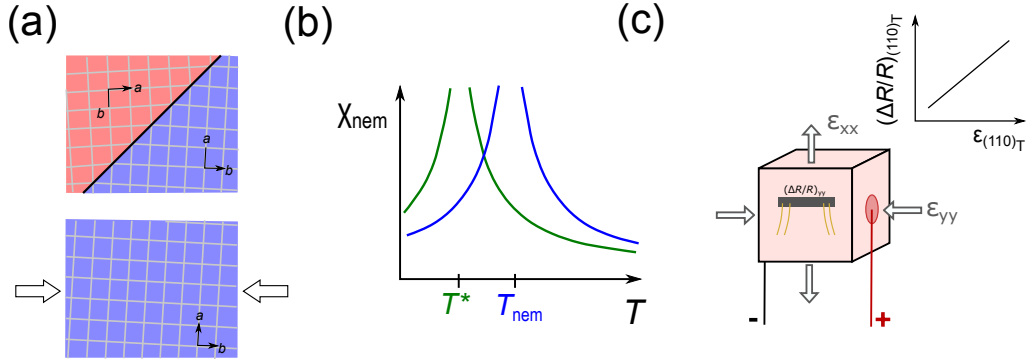 (a)
a
b
a
b
a
b
(b)
χnem
T*
Tnem
T
(c)
(ΔR/R)(110)T
ε(110)T
εxx
(ΔR/R)yy
εyy
-
+